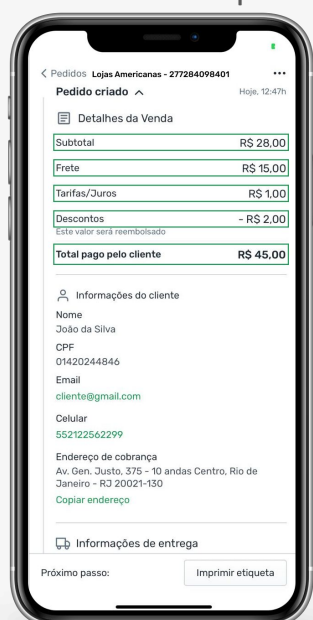 Pedidos Lojas Americanas - 277284098401
Pedido criado Hoje, 12:47h
Detalhes da Venda
Subtotal R$ 28,00
Frete R$ 15,00
Tarifas/Juros R$ 1,00
Descontos - R$ 2,00
Este valor será reembolsado
Total pago pelo cliente R$ 45,00
Informações do cliente
Nome
João da Silva
CPF
01420244846
Email
cliente@gmail.com
Celular
552122562299
Endereço de cobrança
Av. Gen. Justo, 375 - 10 andas Centro, Rio de
Janeiro - RJ 20021-130
Copiar endereço
Informações de entrega
Próximo passo: Imprimir etiqueta